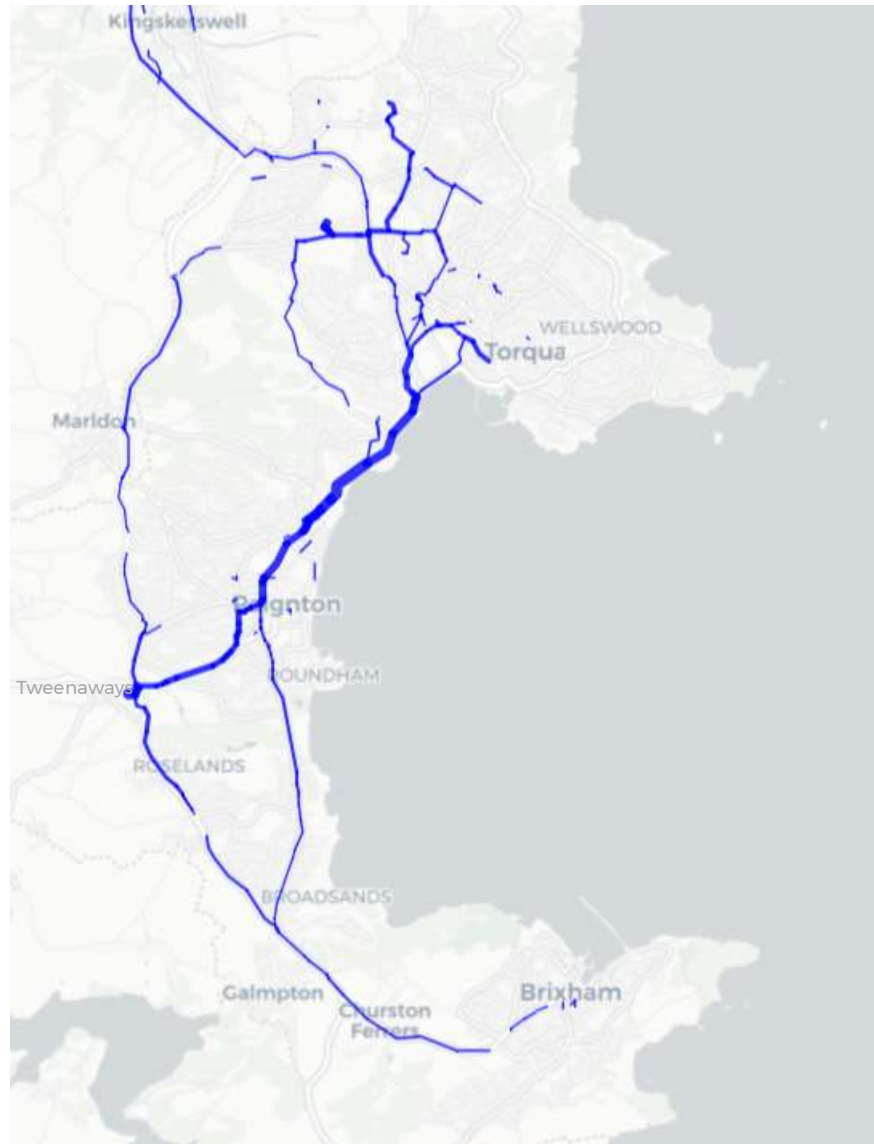 Kingskerswell
WELLSWOOD
Torqua
Marldon
Paignton
ROUNDHAM
Tweenaways
ROSELANDS
BROADSANDS
Galmpton
Brixham
Churston
Ferrers